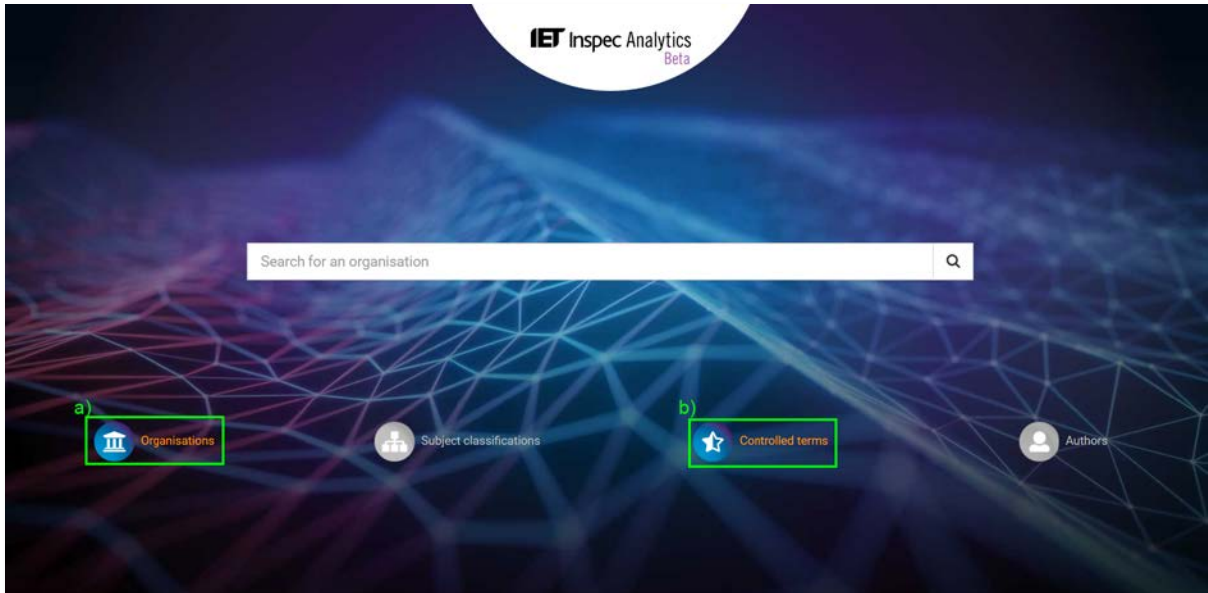 IET Inspec Analytics
Beta
Search for an organisation
a)
b)
Organisations
Subject classifications
Controlled terms
Authors